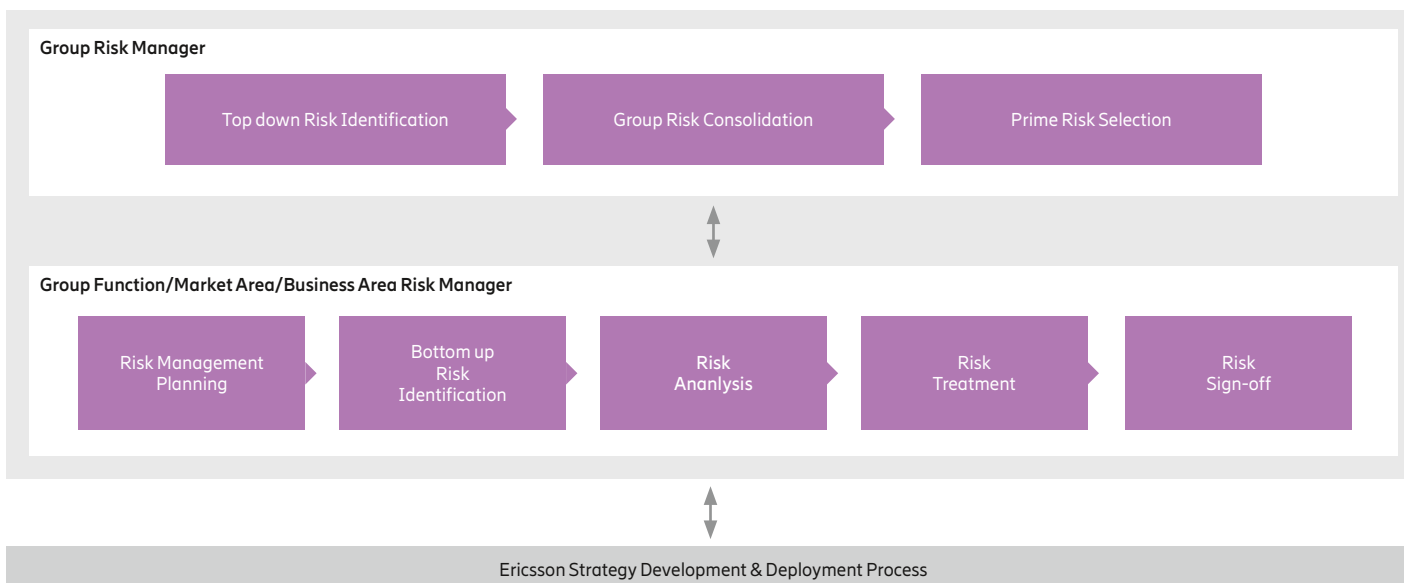 Group Risk Manager
Top down Risk Identification
Group Risk Consolidation
Prime Risk Selection
Group Function/Market Area/Business Area Risk Manager
Risk Management
Planning
Bottom up
Risk
Identification
Risk
Ananlysis
Risk
Treatment
Risk
Sign-off
Ericsson Strategy Development & Deployment Process